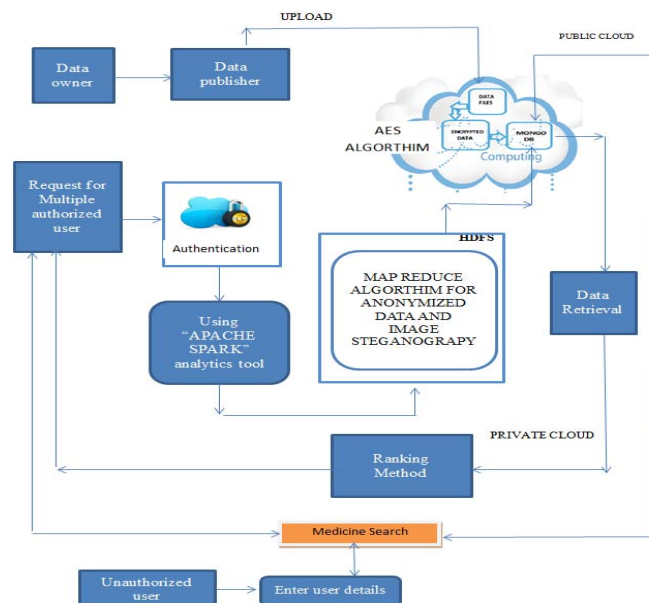 UPLOAD
PUBLIC CLOUD
Data
owner
Data
publisher
DATA
FILES
AES
ALGORTHIM
ENCRYPTED
DATA
MONGO
DB
Computing
Request for
Multiple
authorized
user
Authentication
HDFS
MAP REDUCE
ALGORTHIM FOR
ANONYMIZED
DATA AND
IMAGE
STEGANOGRAPY
Data
Retrieval
Using
“APACHE
SPARK”
analytics tool
PRIVATE CLOUD
Ranking
Method
Medicine Search
Unauthorized
user
Enter user details